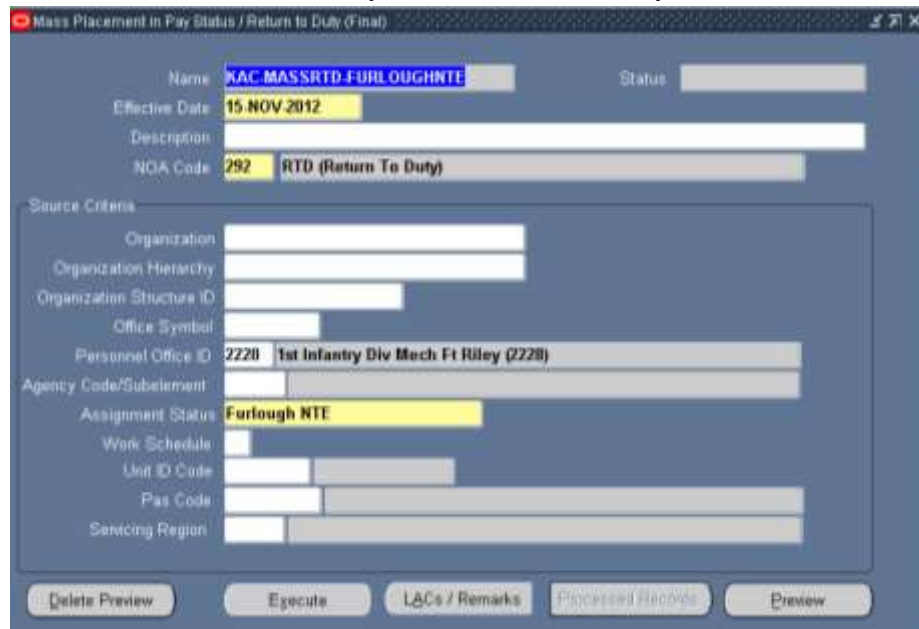 Mass Placement in Pay Status / Return to Duty (Final)
Name KAC-MASSRTD-FURLOUGHNTE Status
Effective Date 15-NOV-2012
Description
NOA Code 292 RTD (Return To Duty)
Source Criteria
Organization
Organization Hierarchy
Organization Structure ID
Office Symbol
Personnel Office ID 2228 1st Infantry Div Mech Ft Riley (2228)
Agency Code/Subelement
Assignment Status Furlough NTE
Work Schedule
Unit ID Code
Pas Code
Servicing Region
Delete Preview Execute LACs / Remarks Processed Records Preview